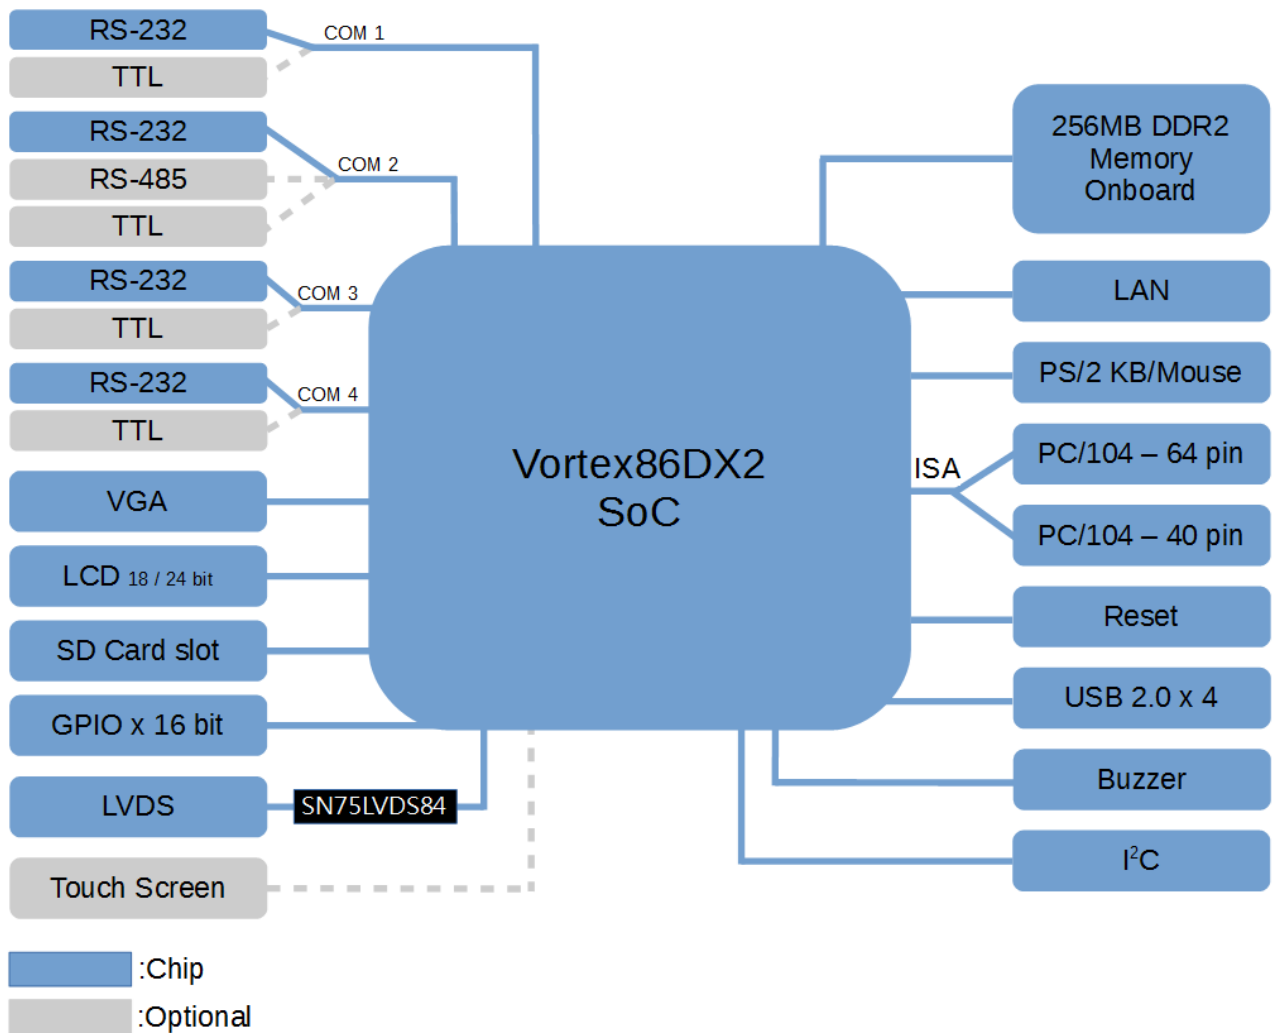 RS-232
COM 1
TTL
RS-232
COM 2
RS-485
TTL
RS-232
COM 3
TTL
RS-232
COM 4
TTL
VGA
LCD 18 / 24 bit
SD Card slot
GPIO x 16 bit
LVDS
SN75LVDS84
Touch Screen
Vortex86DX2
SoC
256MB DDR2
Memory
Onboard
LAN
PS/2 KB/Mouse
ISA
PC/104 – 64 pin
PC/104 – 40 pin
Reset
USB 2.0 x 4
Buzzer
I²C
:Chip
:Optional